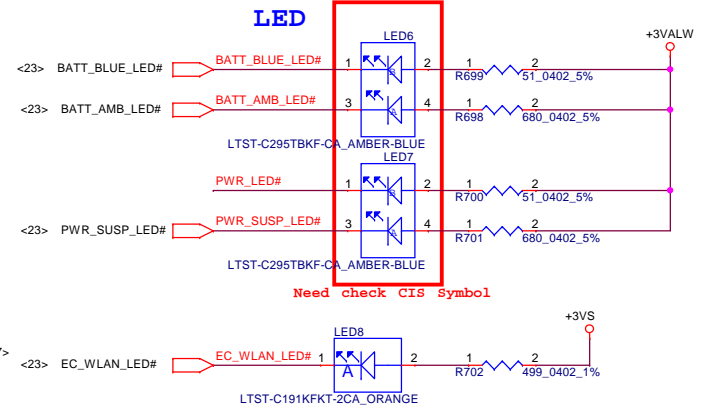 LED
+3VALW
LED6
<23> BATT_BLUE_LED# BATT_BLUE_LED# 1 B 2 1 2
R699 51_0402_5%
<23> BATT_AMB_LED# BATT_AMB_LED# 3 A 4 1 2
R698 680_0402_5%
LTST-C295TBKF-CA_AMBER-BLUE
LED7
PWR_LED# 1 B 2 1 2
R700 51_0402_5%
<23> PWR_SUSP_LED# PWR_SUSP_LED# 3 A 4 1 2
R701 680_0402_5%
LTST-C295TBKF-CA_AMBER-BLUE
Need check CIS Symbol
+3VS
LED8
<23> EC_WLAN_LED# EC_WLAN_LED# 1 A 2 1 2
R702 499_0402_1%
LTST-C191KFKT-2CA_ORANGE